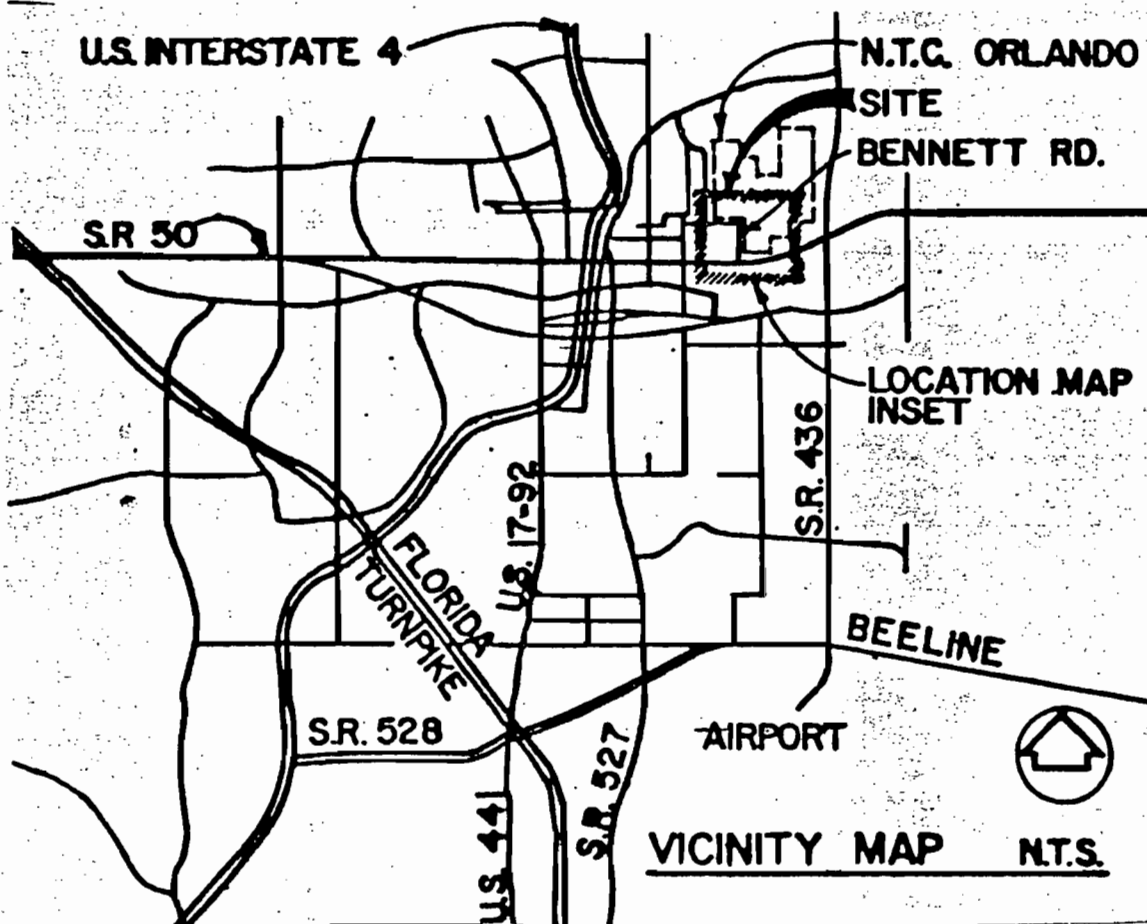 U.S. INTERSTATE 4
N.T.C. ORLANDO
SITE
BENNETT RD.
S.R 50
LOCATION MAP
INSET
S.R. 436
U.S. 17-92
FLORIDA
TURNPIKE
BEELINE
S.R. 528
AIRPORT
S.R. 527
U.S. 441
VICINITY MAP N.T.S.